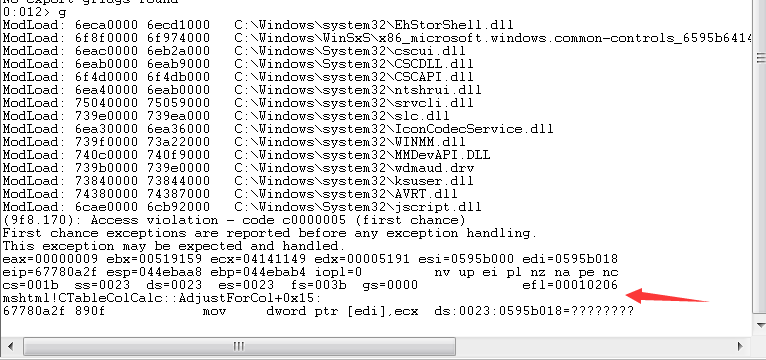 0:012> g
ModLoad: 6eca0000 6ecd1000   C:\Windows\system32\EhStorShell.dll
ModLoad: 6f8f0000 6f974000   C:\Windows\WinSxS\x86_microsoft.windows.common-controls_6595b6414
ModLoad: 6eac0000 6eb2a000   C:\Windows\System32\cscui.dll
ModLoad: 6eab0000 6eab9000   C:\Windows\System32\CSCDLL.dll
ModLoad: 6f4d0000 6f4db000   C:\Windows\system32\CSCAPI.dll
ModLoad: 6ea40000 6eab0000   C:\Windows\system32\ntshrui.dll
ModLoad: 75040000 75059000   C:\Windows\system32\srvcli.dll
ModLoad: 739e0000 739ea000   C:\Windows\system32\slc.dll
ModLoad: 6ea30000 6ea36000   C:\Windows\system32\IconCodecService.dll
ModLoad: 739f0000 73a22000   C:\Windows\system32\WINMM.dll
ModLoad: 740c0000 740f9000   C:\Windows\system32\MMDevAPI.DLL
ModLoad: 739b0000 739e0000   C:\Windows\system32\wdmaud.drv
ModLoad: 73840000 73844000   C:\Windows\system32\ksuser.dll
ModLoad: 74380000 74387000   C:\Windows\system32\AVRT.dll
ModLoad: 6cae0000 6cb92000   C:\Windows\System32\jscript.dll
(9f8.170): Access violation - code c0000005 (first chance)
First chance exceptions are reported before any exception handling.
This exception may be expected and handled.
eax=00000009 ebx=00519159 ecx=04141149 edx=00005191 esi=0595b000 edi=0595b018
eip=67780a2f esp=044ebaa8 ebp=044ebab4 iopl=0         nv up ei pl nz na pe nc
cs=001b  ss=0023  ds=0023  es=0023  fs=003b  gs=0000             efl=00010206
mshtml!CTableColCalc::AdjustForCol+0x15:
67780a2f 890f            mov     dword ptr [edi],ecx  ds:0023:0595b018=????????